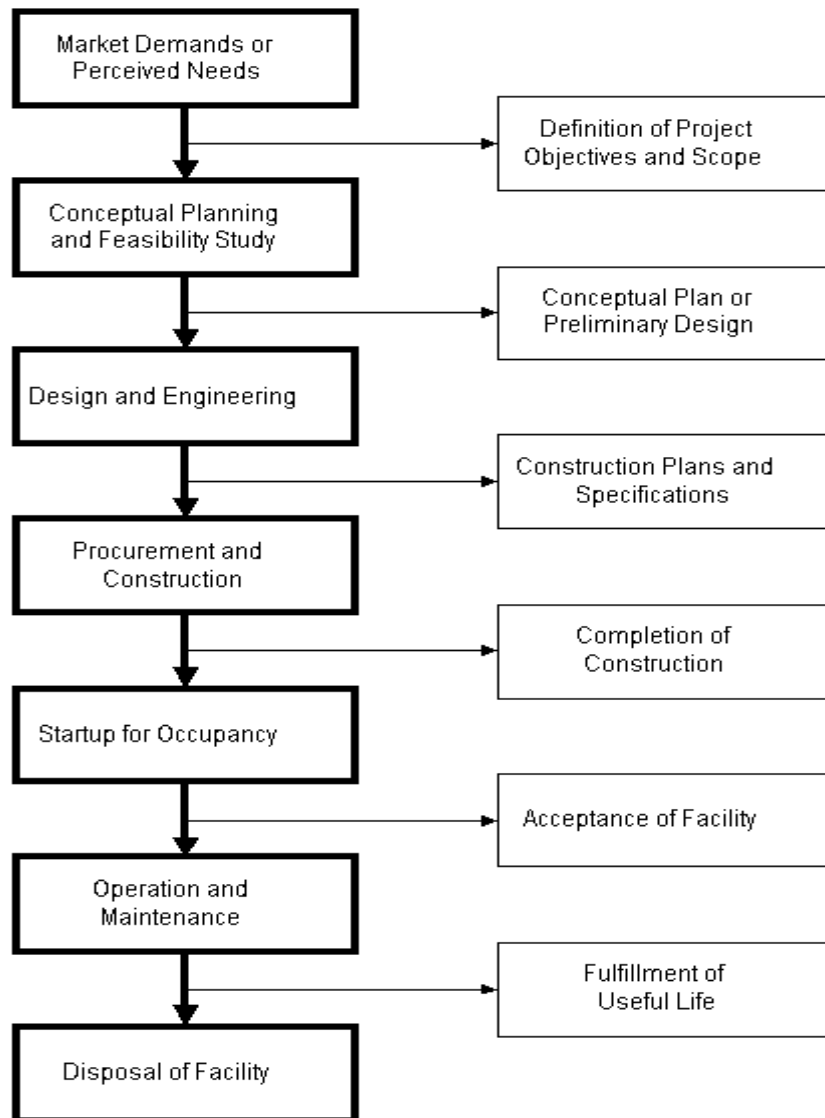 Market Demands or
Perceived Needs
Definition of Project
Objectives and Scope
Conceptual Planning
and Feasibility Study
Conceptual Plan or
Preliminary Design
Design and Engineering
Construction Plans and
Specifications
Procurement and
Construction
Completion of
Construction
Startup for Occupancy
Acceptance of Facility
Operation and
Maintenance
Fulfillment of
Useful Life
Disposal of Facility